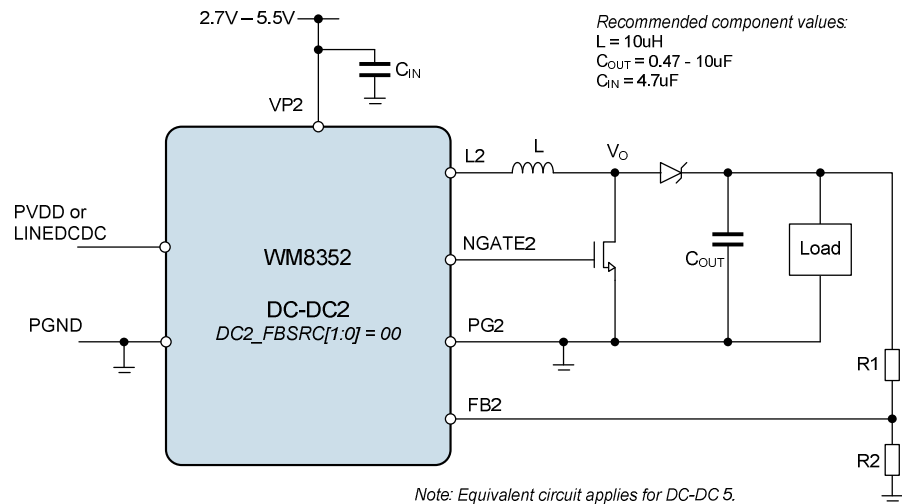 2.7V – 5.5V
Recommended component values:
L = 10uH
COUT = 0.47 - 10uF
CIN = 4.7uF
CIN
VP2
L2
L
VO
PVDD or
LINEDCDC
WM8352
NGATE2
COUT
Load
DC-DC2
DC2_FBSRC[1:0] = 00
PGND
PG2
R1
FB2
R2
Note: Equivalent circuit applies for DC-DC 5.